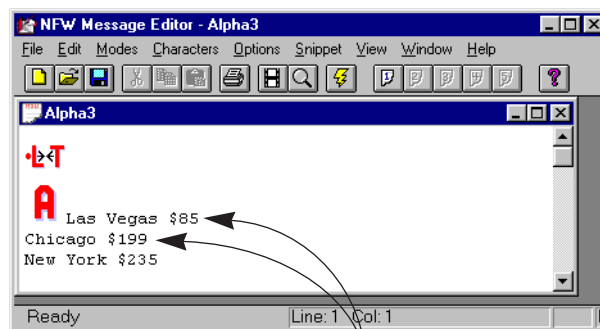 NFW Message Editor - Alpha3
File Edit Modes Characters Options Snippet View Window Help
Alpha3
A Las Vegas $85
Chicago $199
New York $235
Ready Line: 1 Col: 1